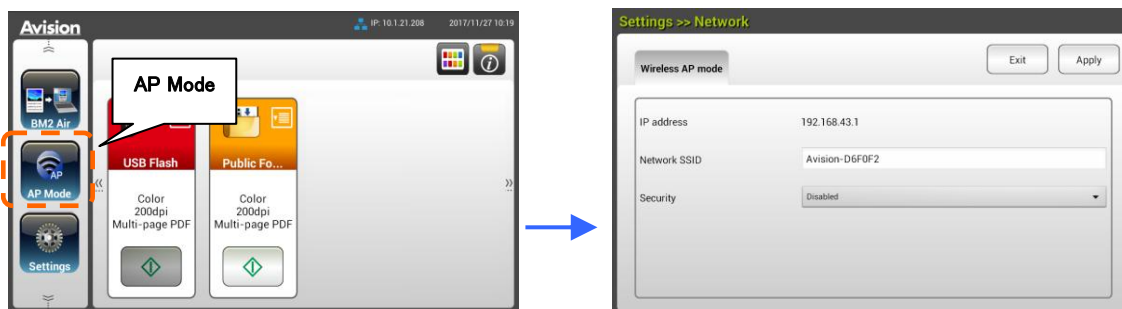 Avision
IP: 10.1.21.208
2017/11/27 10:19
AP Mode
BM2 Air
AP
AP Mode
Settings
USB Flash
Color
200dpi
Multi-page PDF
Public Fo...
Color
200dpi
Multi-page PDF
Settings >> Network
Wireless AP mode
Exit
Apply
IP address
192.168.43.1
Network SSID
Avision-D6F0F2
Security
Disabled